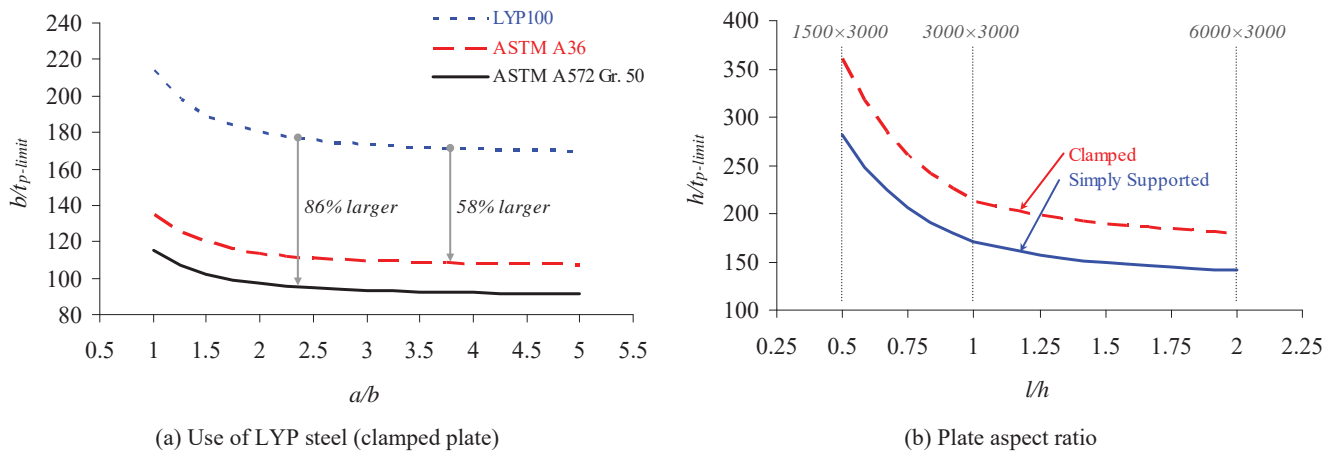 LYP100
ASTM A36
ASTM A572 Gr. 50
240
220
200
180
160
140
120
100
80
b/tp-limit
86% larger
58% larger
0.5 1 1.5 2 2.5 3 3.5 4 4.5 5 5.5
a/b
(a) Use of LYP steel (clamped plate)
1500×3000 3000×3000 6000×3000
400
350
300
250
200
150
100
h/tp-limit
Clamped
Simply Supported
0.25 0.5 0.75 1 1.25 1.5 1.75 2 2.25
l/h
(b) Plate aspect ratio